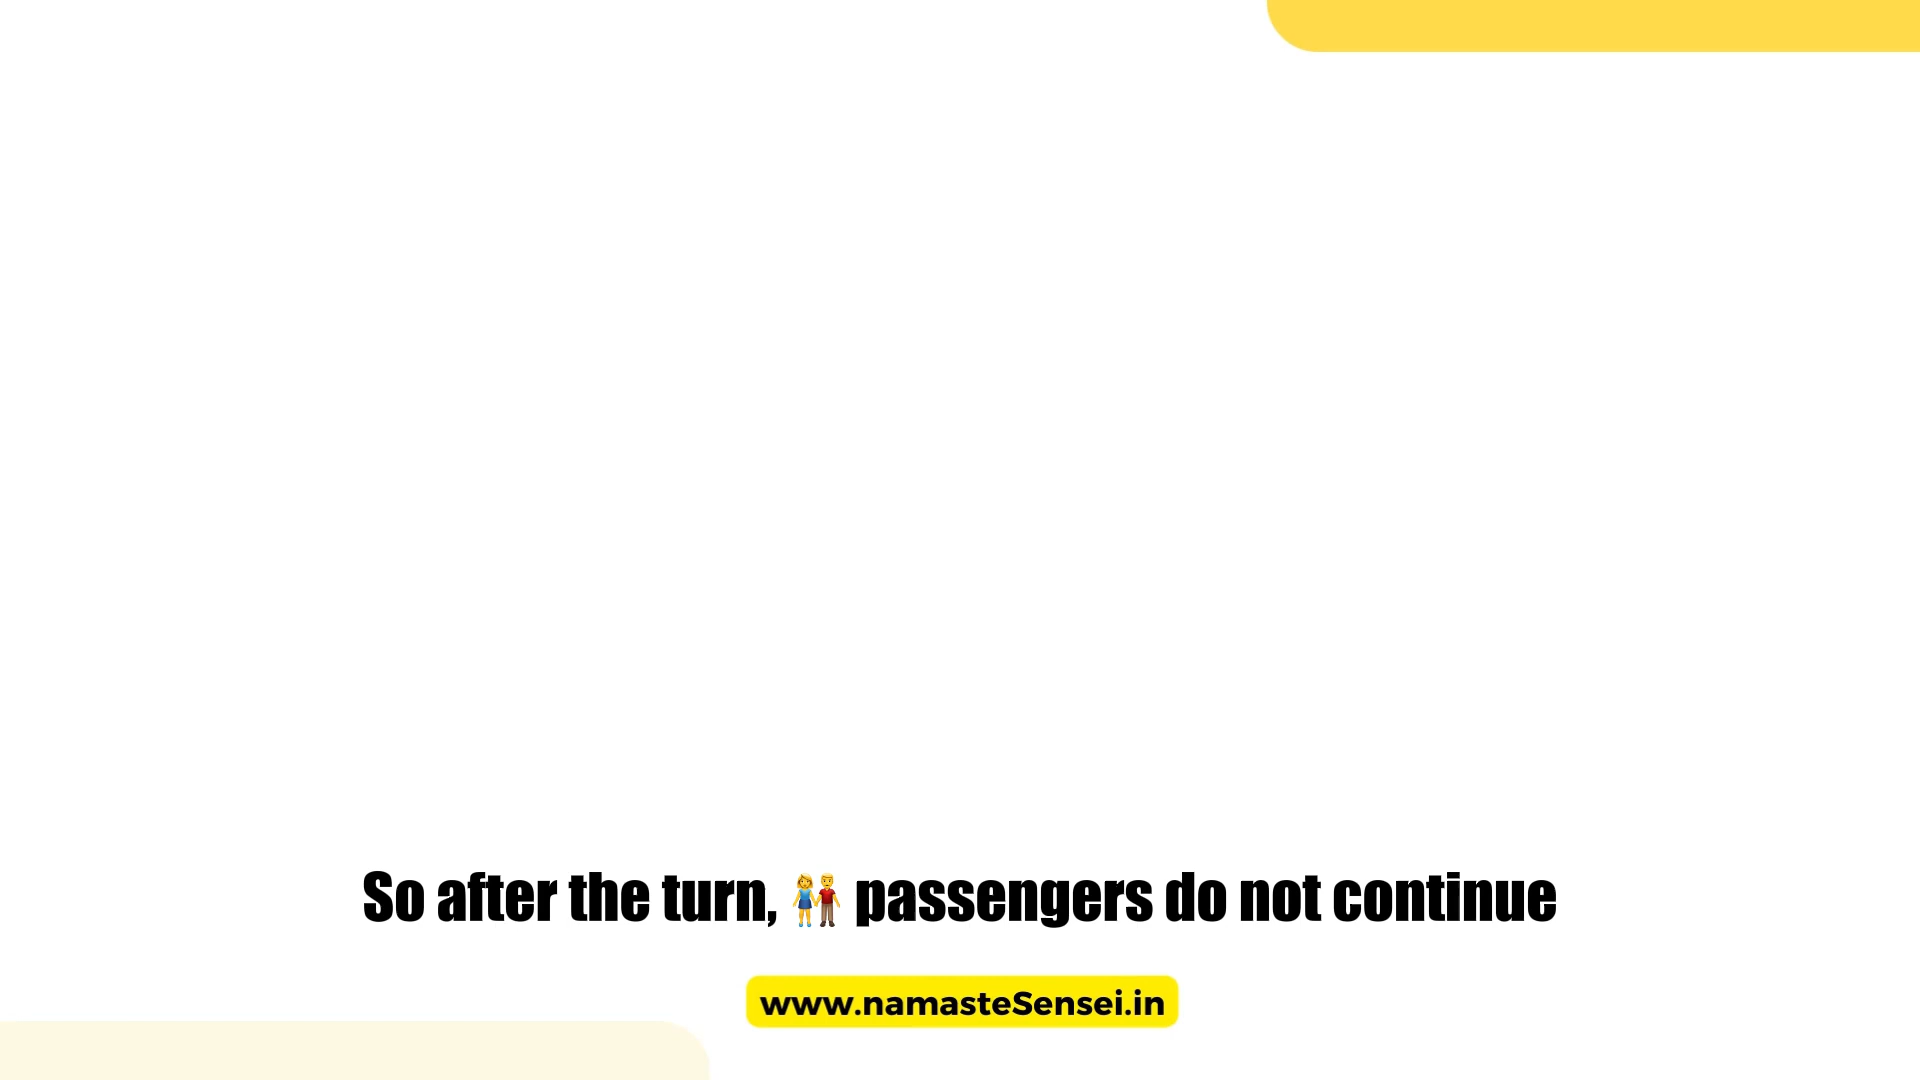 So after the turn, 👫 passengers do not continue
www.namasteSensei.in